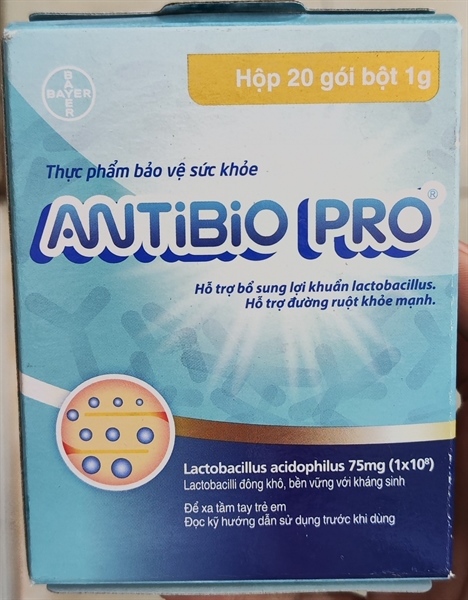 Hộp 20 gói bột 1g
BAYER
BAYER
Thực phẩm bảo vệ sức khỏe
ANTiBiO PRO®
Hỗ trợ bổ sung lợi khuẩn lactobacillus.
Hỗ trợ đường ruột khỏe mạnh.
Lactobacillus acidophilus 75mg (1x10⁸)
Lactobacilli đông khô, bền vững với kháng sinh
Để xa tầm tay trẻ em
Đọc kỹ hướng dẫn sử dụng trước khi dùng